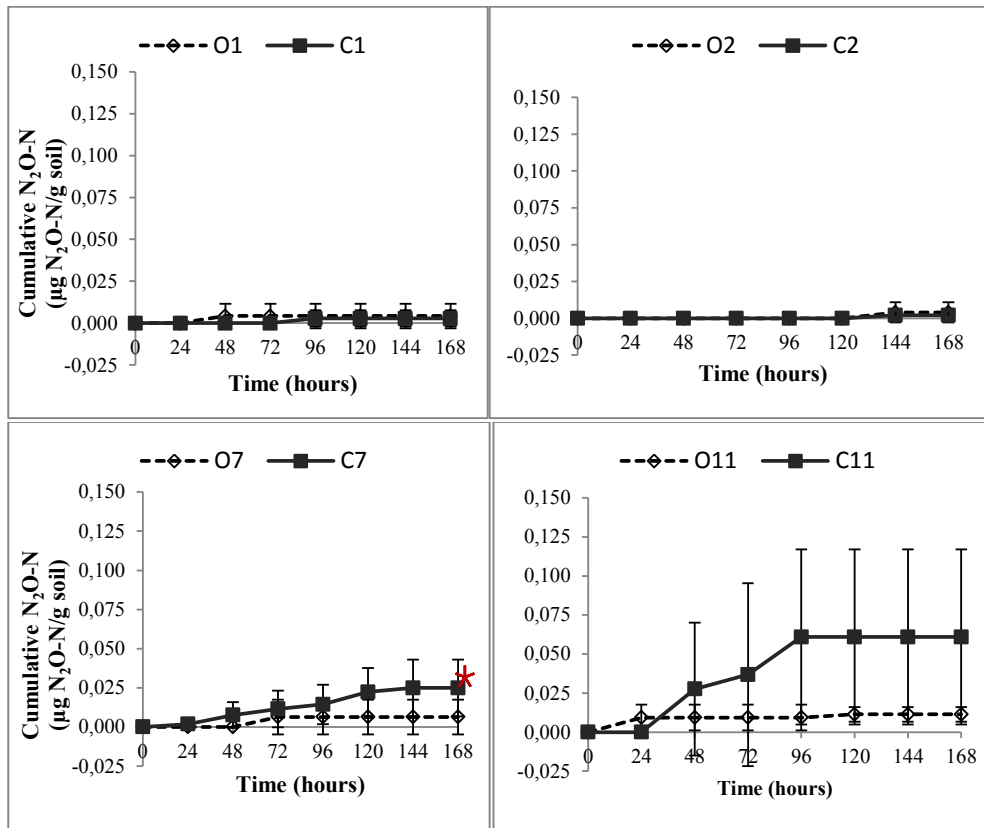 O1 C1
Cumulative N₂O-N
(µg N₂O-N/g soil)
0,150
0,125
0,100
0,075
0,050
0,025
0,000
-0,025
0 24 48 72 96 120 144 168
Time (hours)
O2 C2
0,150
0,125
0,100
0,075
0,050
0,025
0,000
-0,025
0 24 48 72 96 120 144 168
Time (hours)
O7 C7
Cumulative N₂O-N
(µg N₂O-N/g soil)
0,150
0,125
0,100
0,075
0,050
0,025
0,000
-0,025
0 24 48 72 96 120 144 168
Time (hours)
O11 C11
0,150
0,125
0,100
0,075
0,050
0,025
0,000
-0,025
0 24 48 72 96 120 144 168
Time (hours)